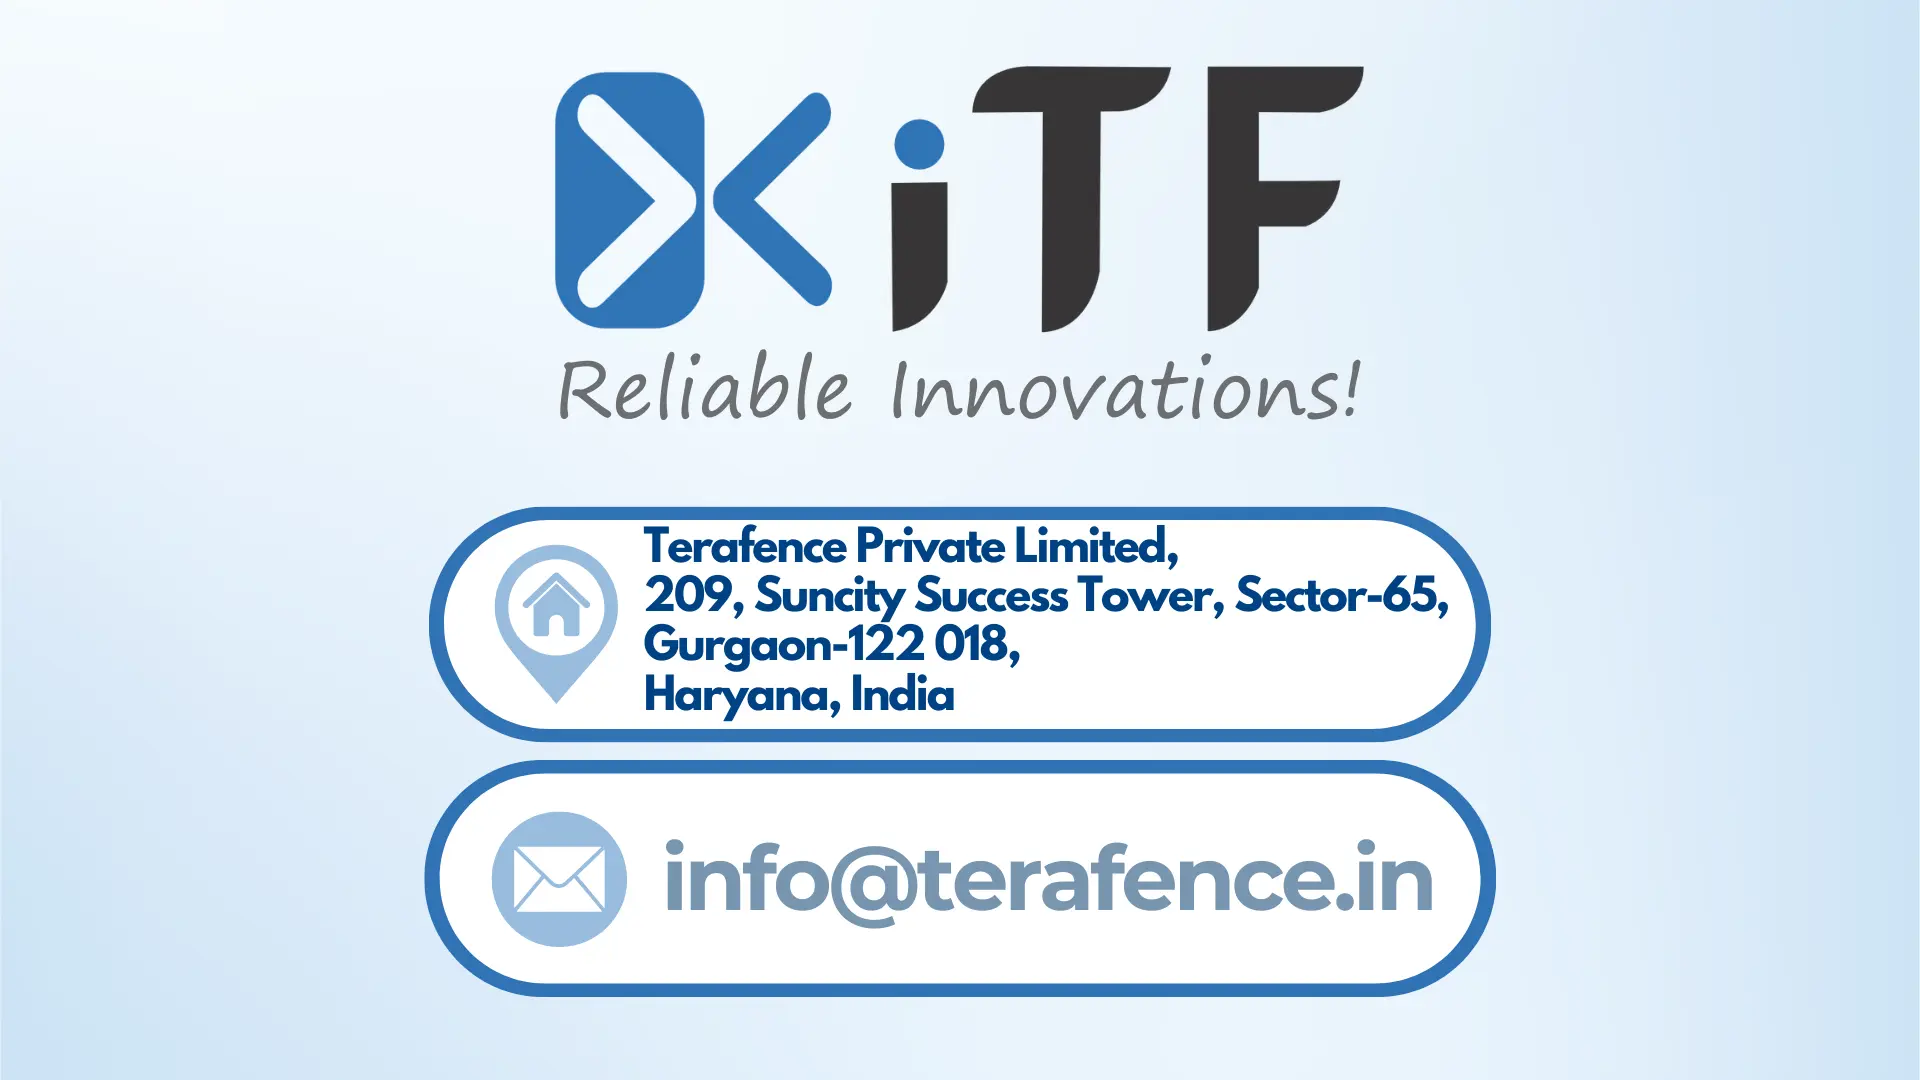 iTF
Reliable Innovations!
Terafence Private Limited,
209, Suncity Success Tower, Sector-65,
Gurgaon-122 018,
Haryana, India
info@terafence.in